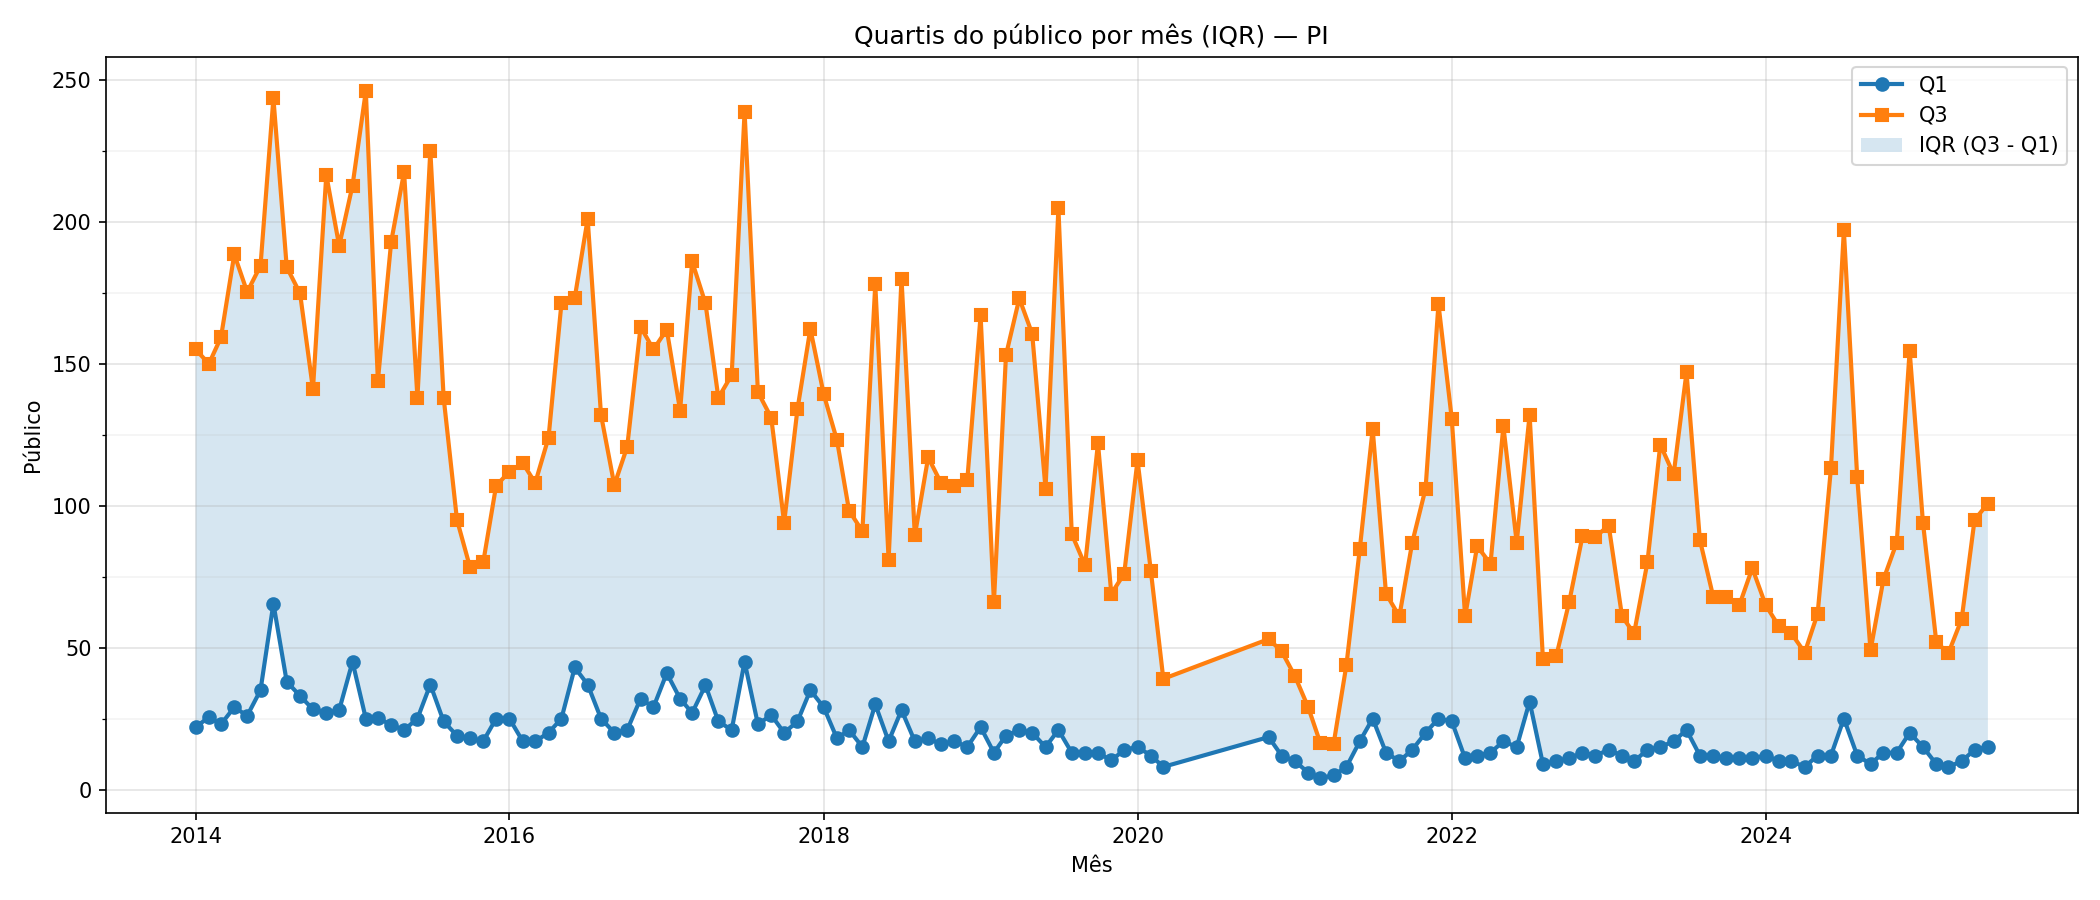 Quartis do público por mês (IQR) — PI
Q1
Q3
IQR (Q3 - Q1)
Público
250
200
150
100
50
0
2014
2016
2018
2020
2022
2024
Mês